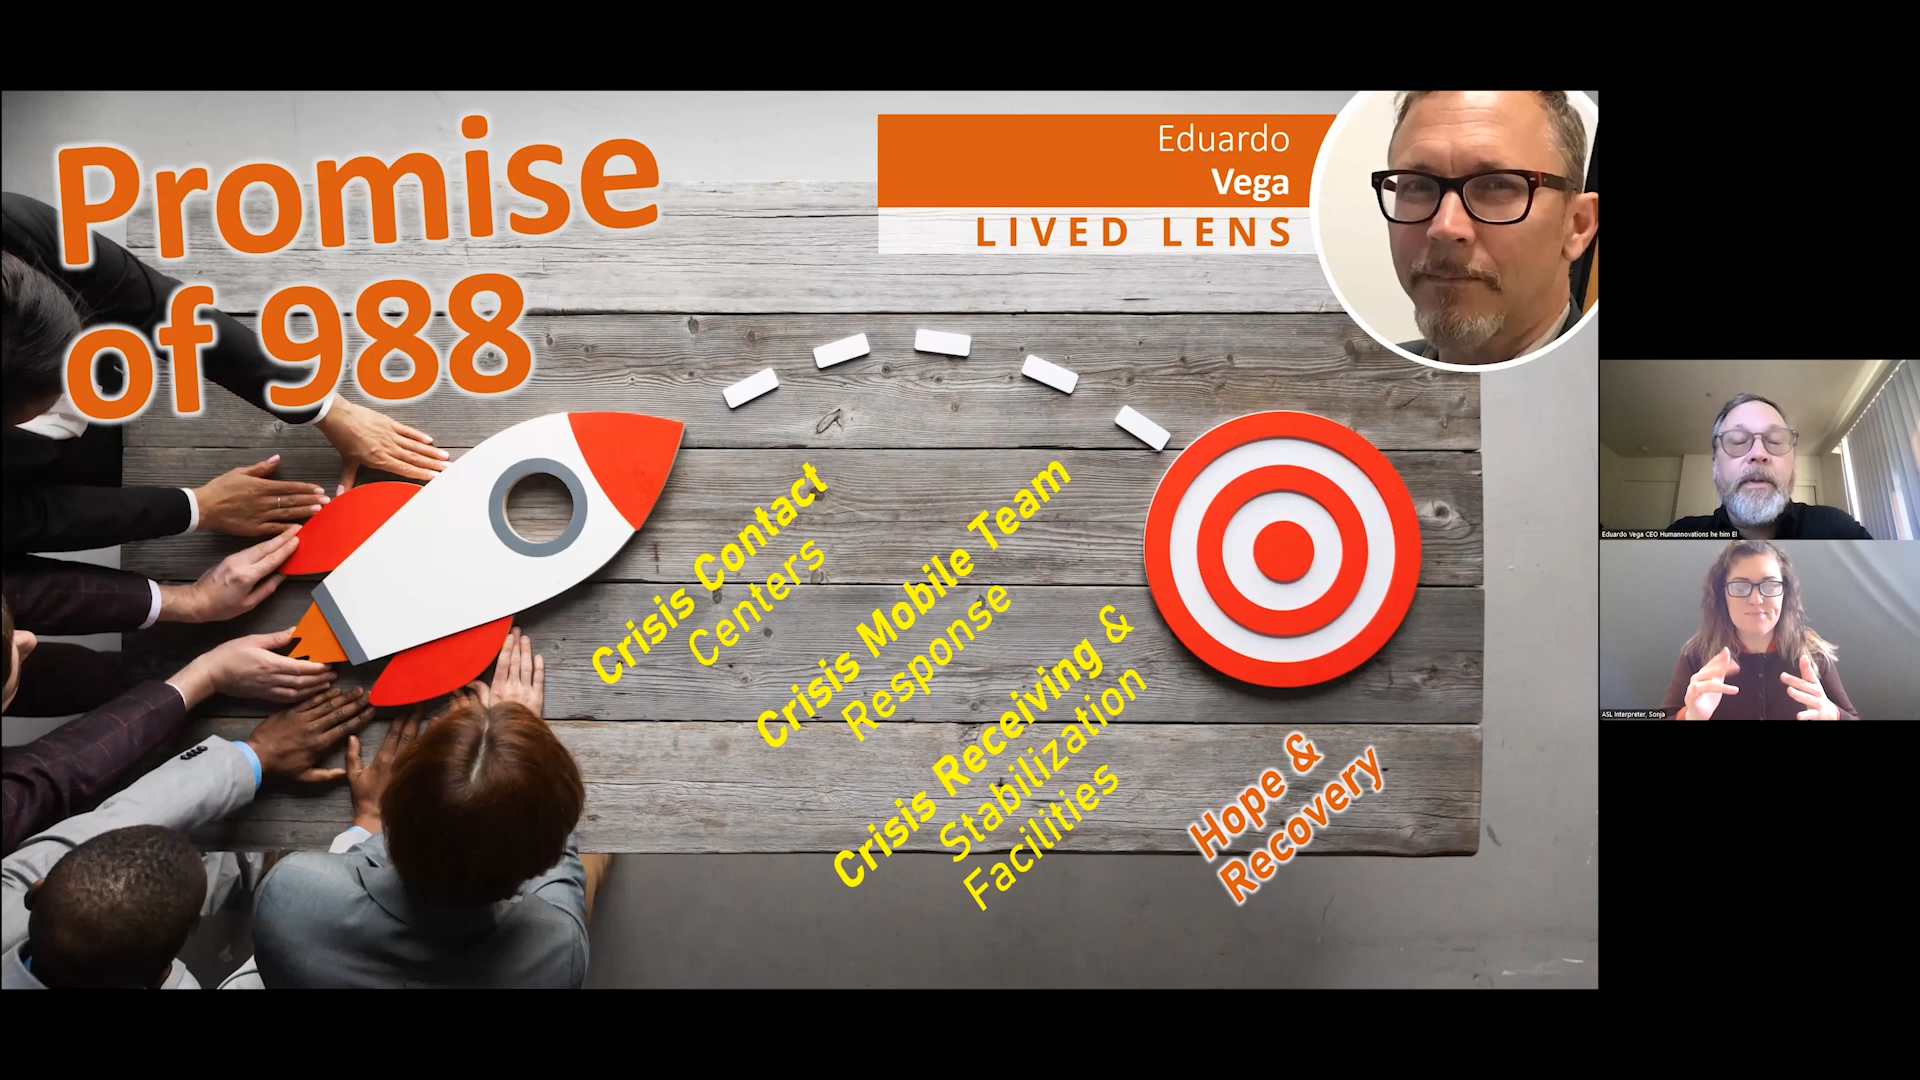 Promise
of 988
Eduardo
Vega
LIVED LENS
Crisis Contact
Centers
Crisis Mobile Team
Response
Crisis Receiving &
Stabilization
Facilities
Hope &
Recovery
Eduardo Vega CEO Humannovations he him El
ASL Interpreter, Sonja